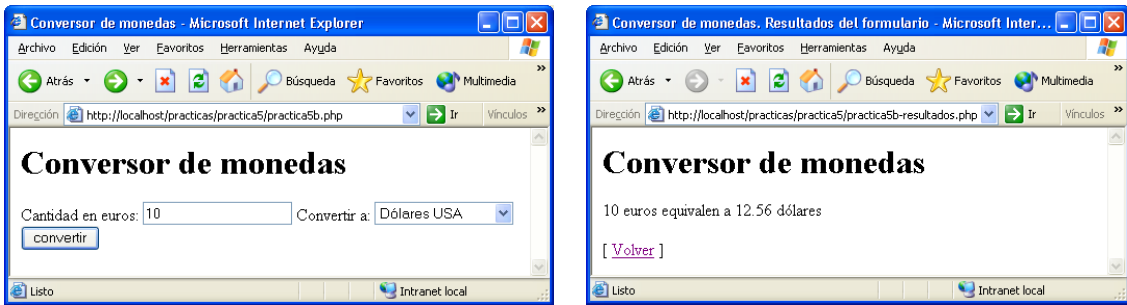 Conversor de monedas - Microsoft Internet Explorer
Archivo Edición Ver Favoritos Herramientas Ayuda
Atrás Búsqueda Favoritos Multimedia »
Dirección http://localhost/practicas/practica5/practica5b.php Ir Vínculos »
Conversor de monedas
Cantidad en euros: 10 Convertir a: Dólares USA
convertir
Listo Intranet local
Conversor de monedas. Resultados del formulario - Microsoft Inter...
Archivo Edición Ver Favoritos Herramientas Ayuda
Atrás Búsqueda Favoritos Multimedia »
Dirección http://localhost/practicas/practica5/practica5b-resultados.php Ir Vínculos »
Conversor de monedas
10 euros equivalen a 12.56 dólares
[ Volver ]
Listo Intranet local